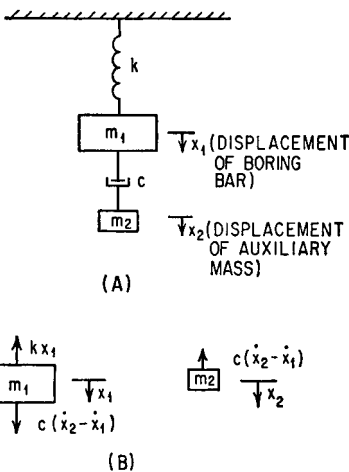 k
m₁
x₁ (DISPLACEMENT
OF BORING
BAR)
c
m₂
x₂ (DISPLACEMENT
OF AUXILIARY
MASS)
(A)
kx₁
m₁
x₁
c(ẋ₂-ẋ₁)
c(ẋ₂-ẋ₁)
m₂
x₂
(B)